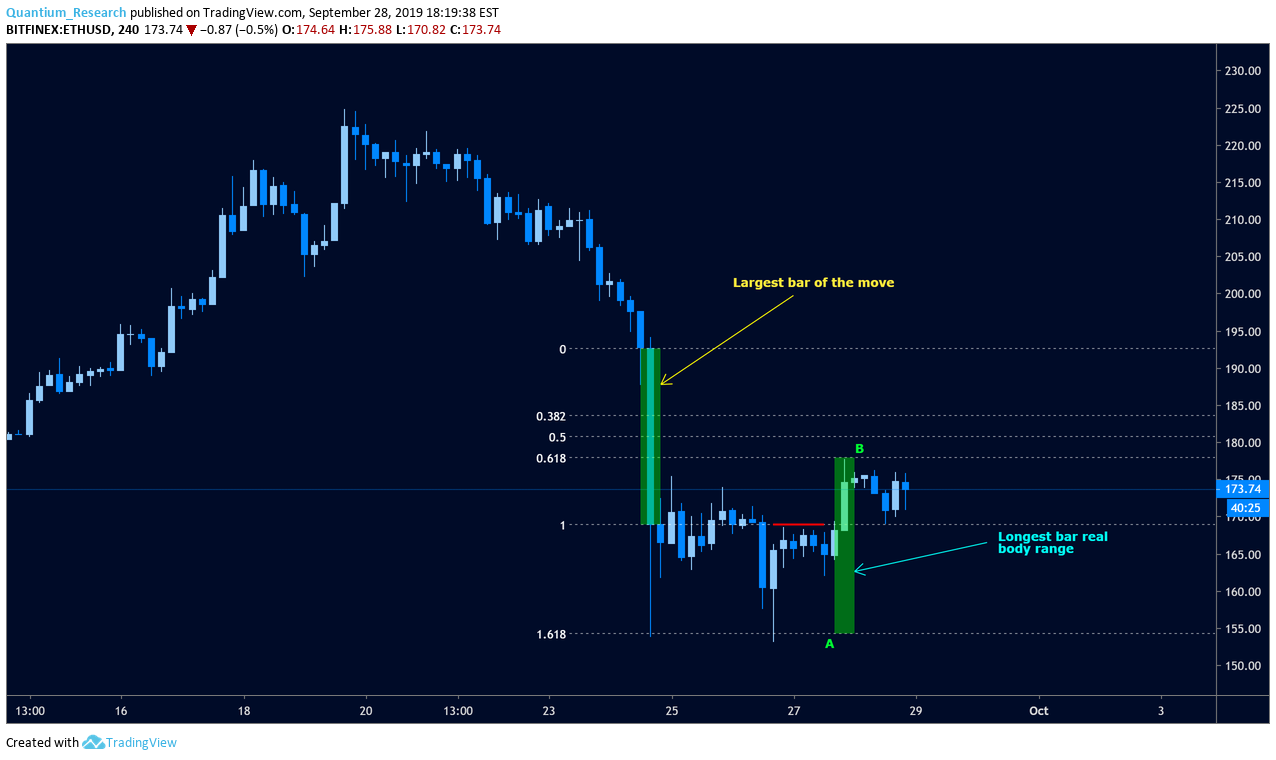 Quantium_Research published on TradingView.com, September 28, 2019 18:19:38 EST
BITFINEX:ETHUSD, 240 173.74 ▼ −0.87 (−0.5%) O:174.64 H:175.88 L:170.82 C:173.74
230.00
225.00
220.00
215.00
210.00
205.00
200.00
195.00
190.00
185.00
180.00
175.00
173.74
40:25
170.00
165.00
160.00
155.00
150.00
Largest bar of the move
0
0.382
0.5
0.618
1
1.618
B
Longest bar real
body range
A
13:00 16 18 20 13:00 23 25 27 29 Oct 3
Created with TradingView